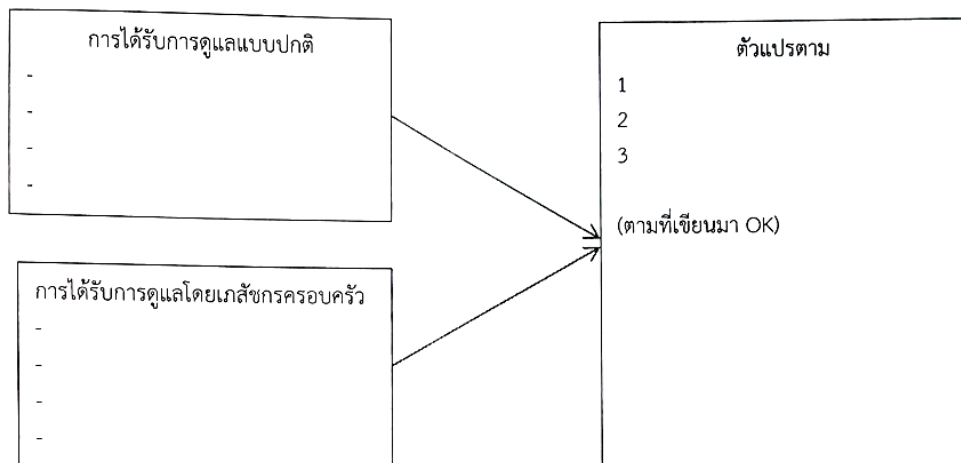 การได้รับการดูแลแบบปกติ
-
-
-
-
การได้รับการดูแลโดยเภสัชกรครอบครัว
-
-
-
-
ตัวแปรตาม
1
2
3
(ตามที่เขียนมา OK)